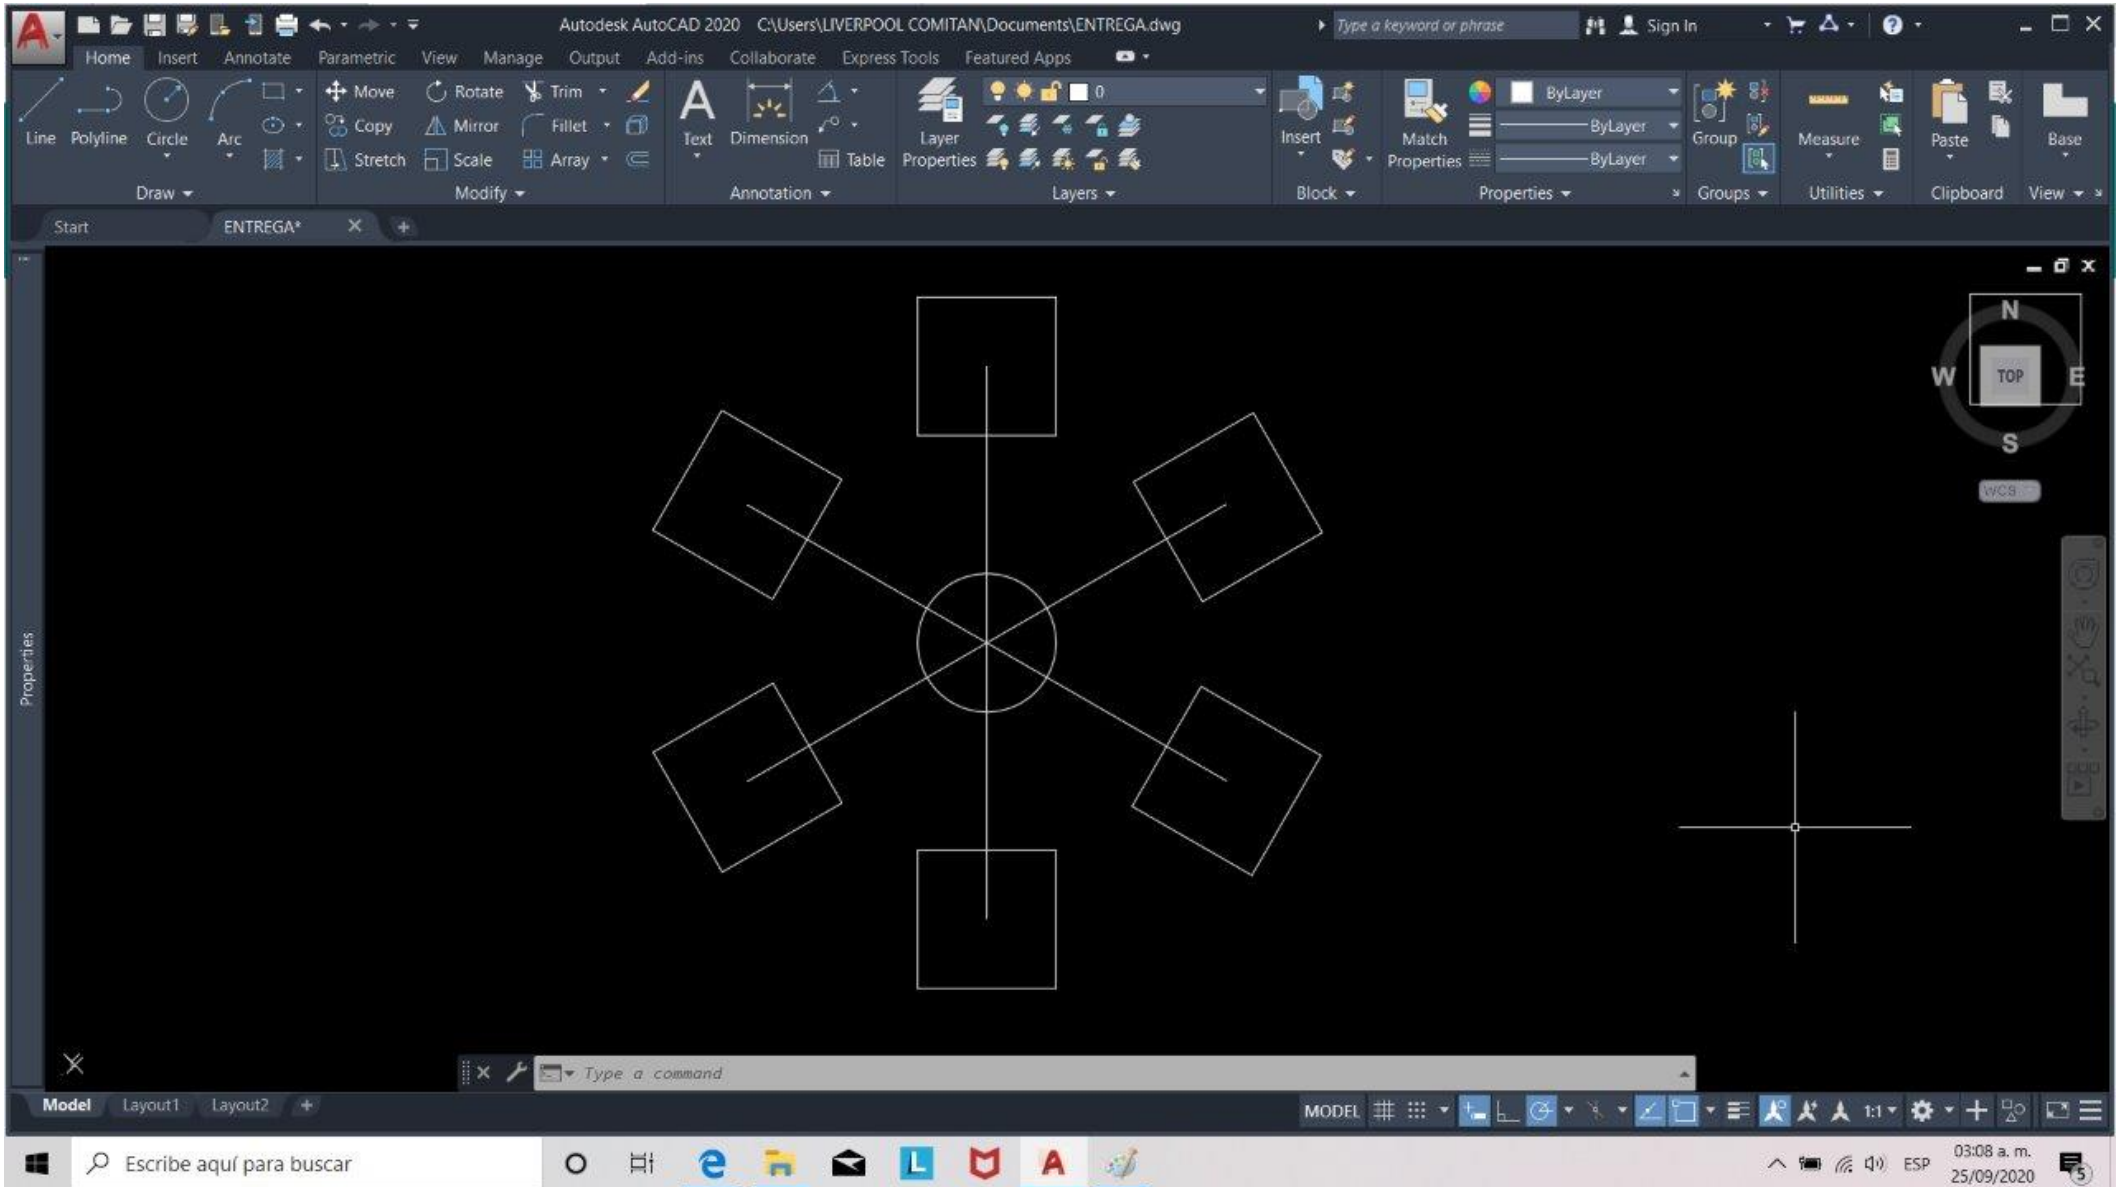 Autodesk AutoCAD 2020 C:\Users\LIVERPOOL COMITAN\Documents\ENTREGA.dwg Type a keyword or phrase Sign In
Home Insert Annotate Parametric View Manage Output Add-ins Collaborate Express Tools Featured Apps
Move Rotate Trim 0 ByLayer
Line Polyline Circle Arc Copy Mirror Fillet Text Dimension Layer Properties Insert Match Properties ByLayer Group Measure Paste Base
Stretch Scale Array Table ByLayer
Draw Modify Annotation Layers Block Properties Groups Utilities Clipboard View
Start ENTREGA*
N
W TOP E
S
WCS
Properties
Type a command
Model Layout1 Layout2 MODEL 1:1
Escribe aquí para buscar ESP 03:08 a. m.
25/09/2020 5